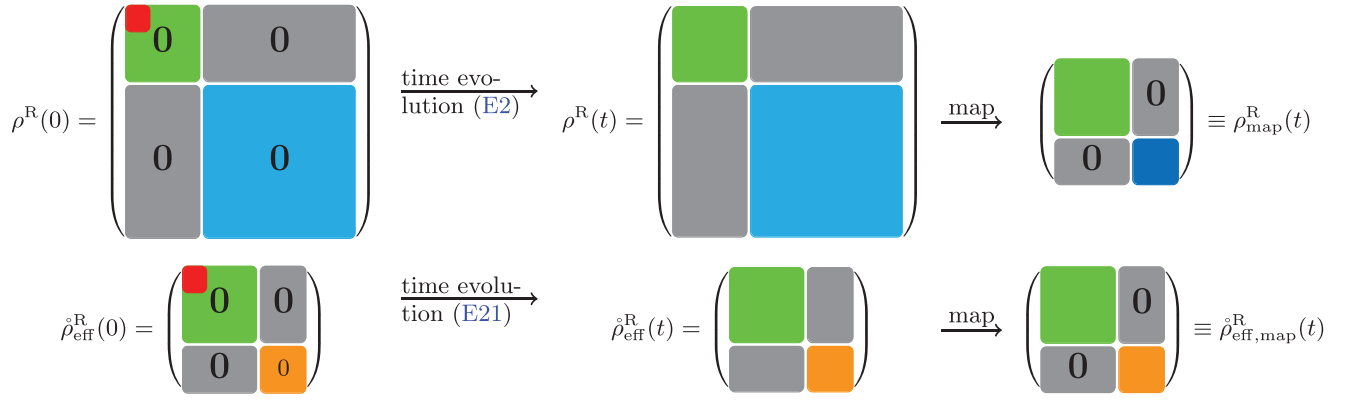 ρ^R(0) = ( 0 0 0 0 ) time evo-
lution (E2) ρ^R(t) = ( ) map ( 0 0 ) ≡ ρ^R_map(t)
ρ̊^R_eff(0) = ( 0 0 0 0 ) time evolu-
tion (E21) ρ̊^R_eff(t) = ( ) map ( 0 0 ) ≡ ρ̊^R_eff,map(t)